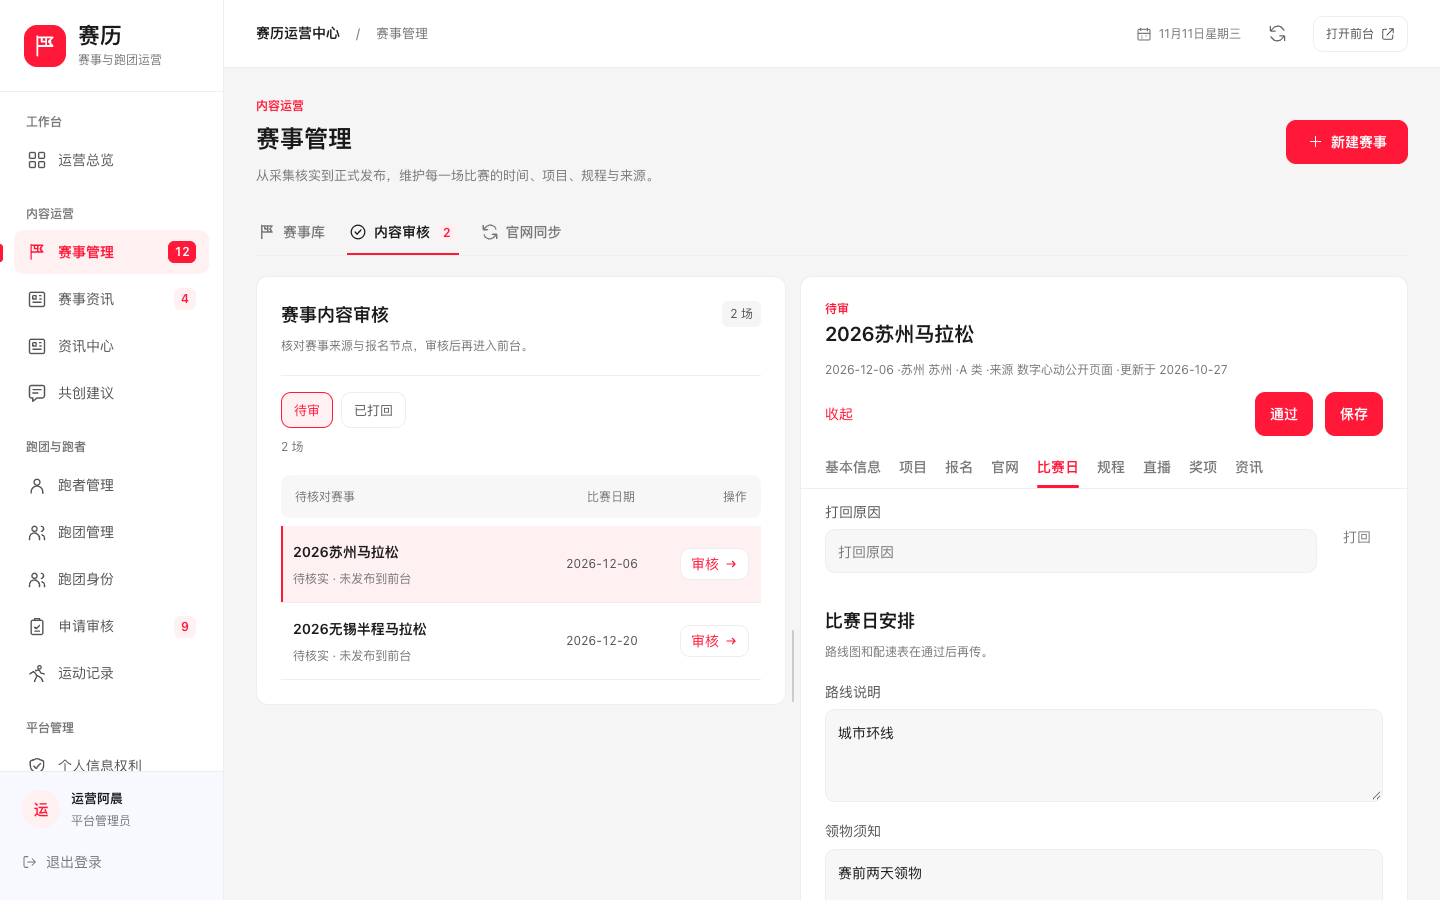 赛历
赛事与跑团运营
工作台
运营总览
内容运营
赛事管理 12
赛事资讯 4
资讯中心
共创建议
跑团与跑者
跑者管理
跑团管理
跑团身份
申请审核 9
运动记录
平台管理
个人信息权利
运
运营阿晨
平台管理员
退出登录
赛历运营中心 / 赛事管理
11月11日星期三
打开前台
内容运营
赛事管理
从采集核实到正式发布，维护每一场比赛的时间、项目、规程与来源。
新建赛事
赛事库 内容审核 2 官网同步
赛事内容审核
2 场
核对赛事来源与报名节点，审核后再进入前台。
待审 已打回
2 场
待核对赛事 比赛日期 操作
2026苏州马拉松
待核实 · 未发布到前台
2026-12-06
审核 →
2026无锡半程马拉松
待核实 · 未发布到前台
2026-12-20
审核 →
待审
2026苏州马拉松
2026-12-06 ·苏州 苏州 ·A 类 ·来源 数字心动公开页面 ·更新于 2026-10-27
收起
通过 保存
基本信息 项目 报名 官网 比赛日 规程 直播 奖项 资讯
打回原因
打回原因
打回
比赛日安排
路线图和配速表在通过后再传。
路线说明
城市环线
领物须知
赛前两天领物